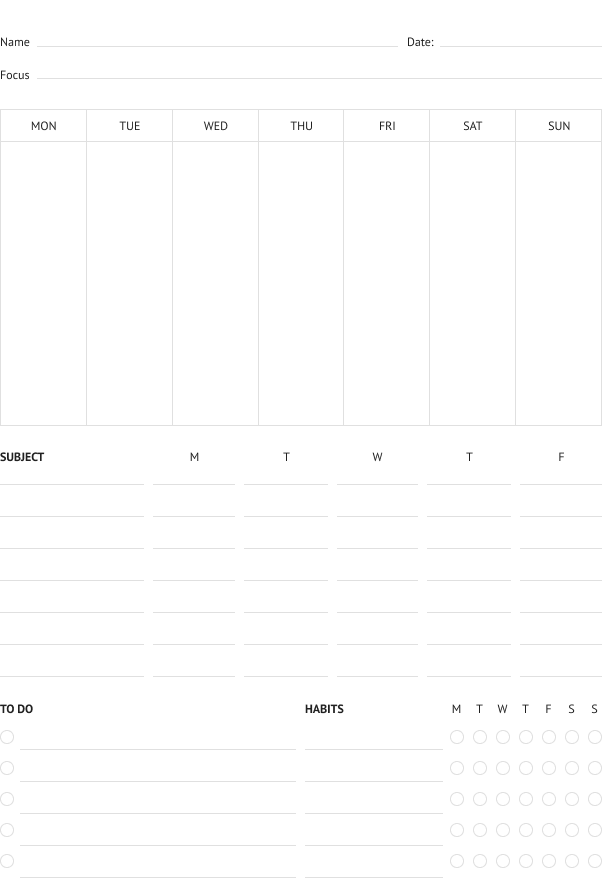 Name Date:
Focus
MON TUE WED THU FRI SAT SUN
SUBJECT M T W T F
TO DO HABITS M T W T F S S